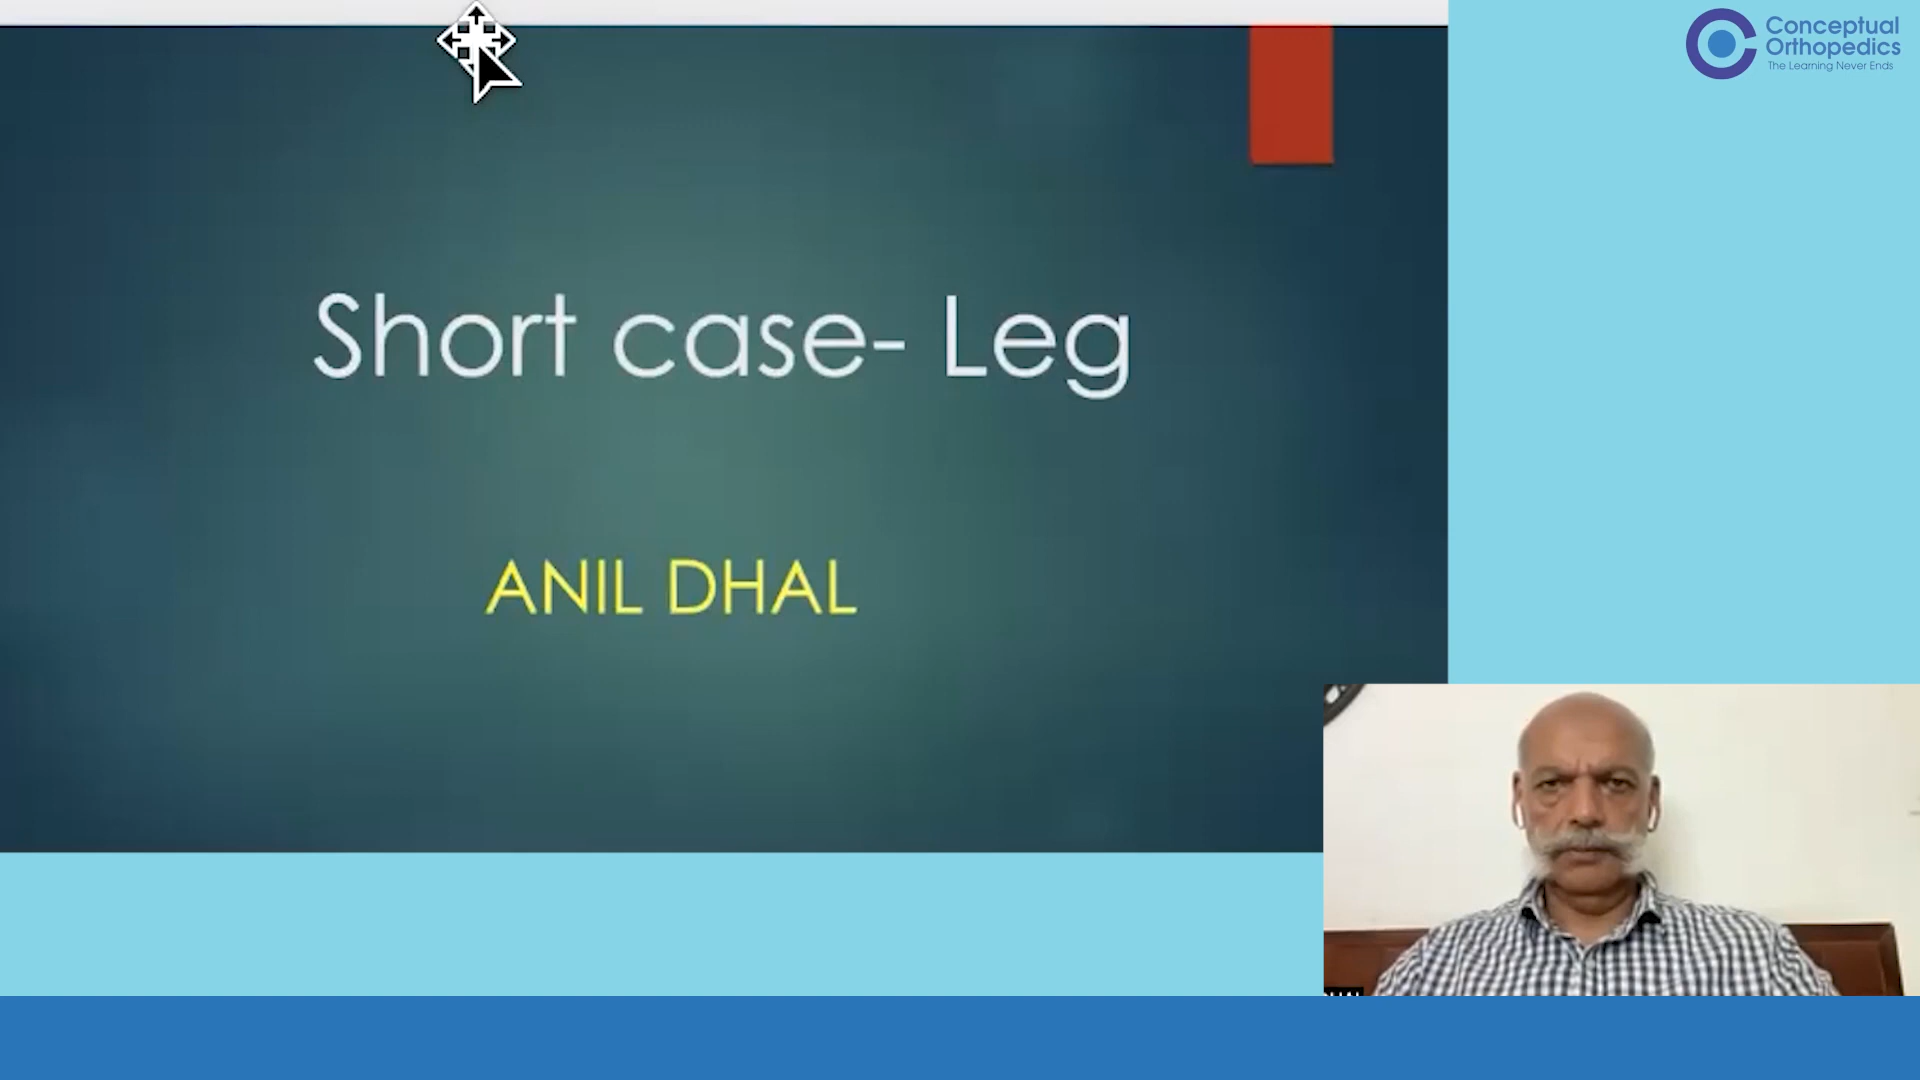 Conceptual
Orthopedics
The Learning Never Ends
Short case- Leg
ANIL DHAL